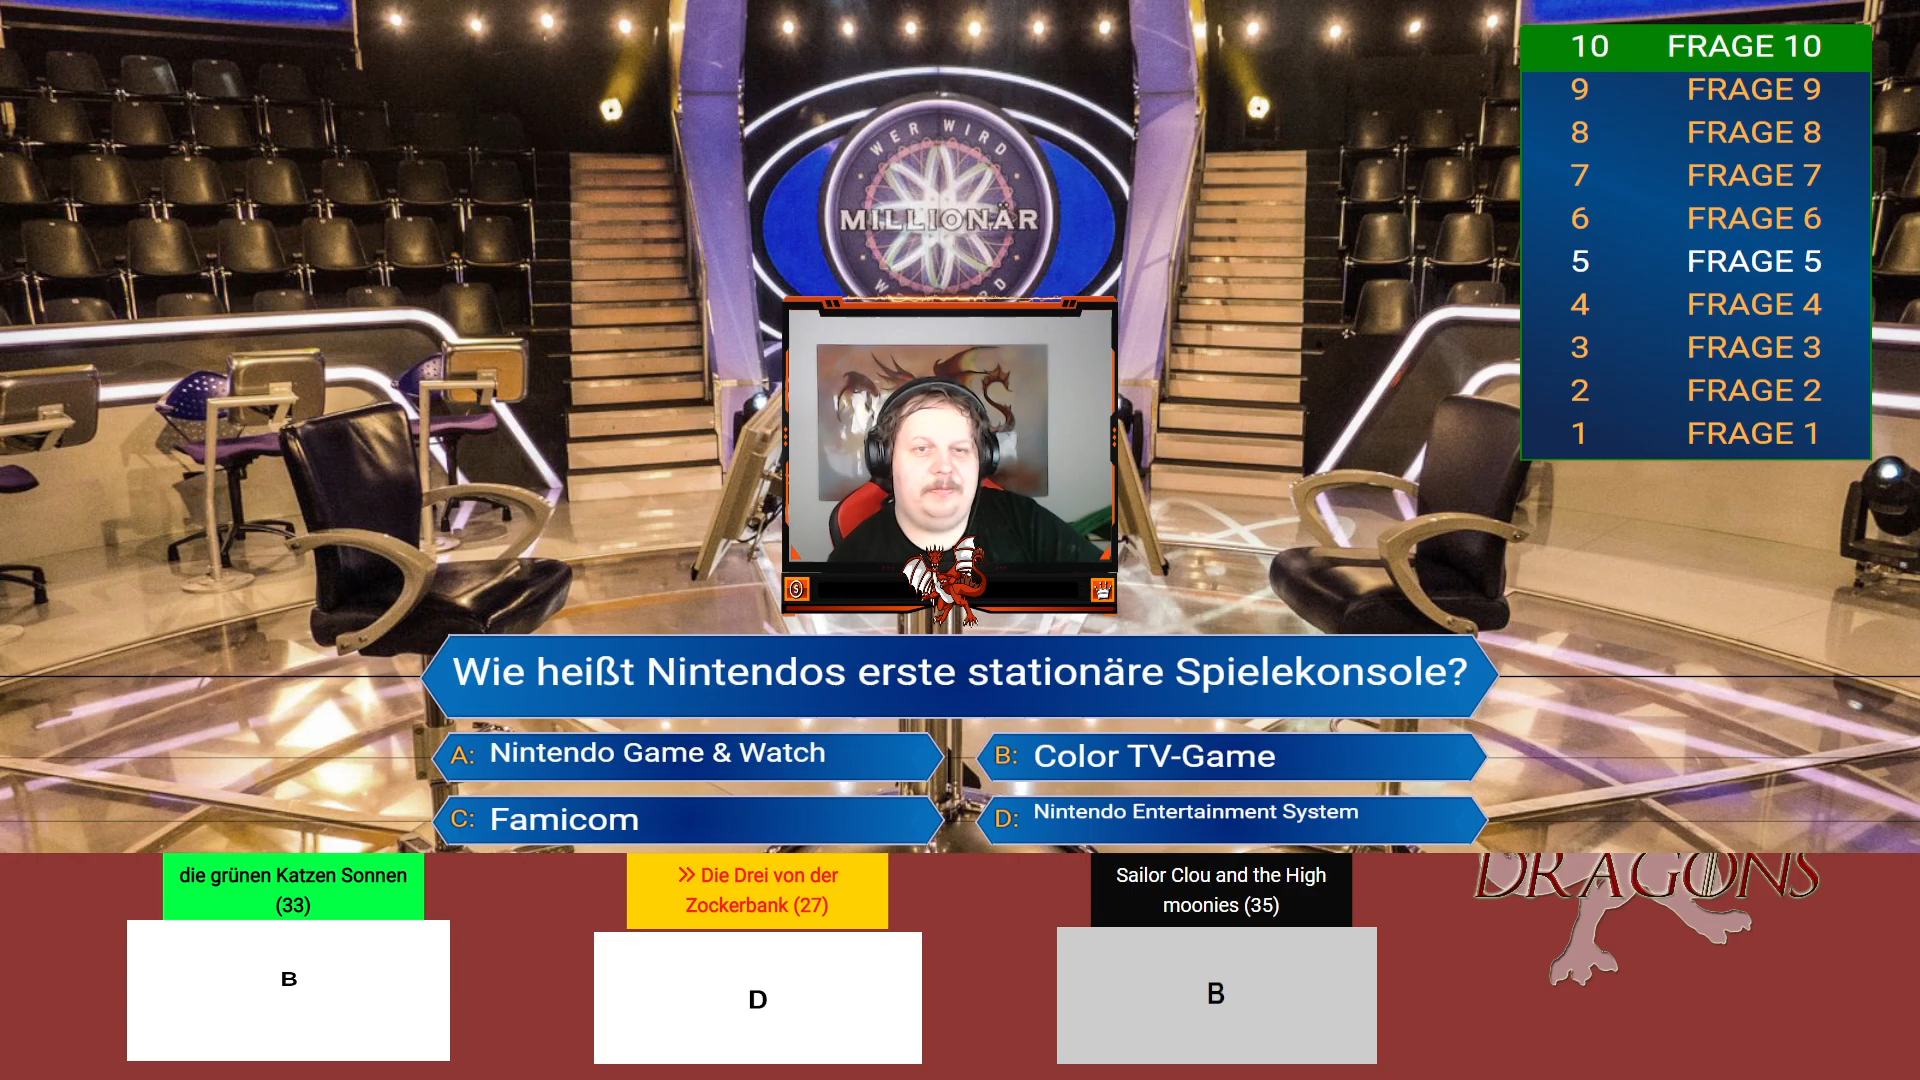 WER WIRD
MILLIONÄR
10 FRAGE 10
9 FRAGE 9
8 FRAGE 8
7 FRAGE 7
6 FRAGE 6
5 FRAGE 5
4 FRAGE 4
3 FRAGE 3
2 FRAGE 2
1 FRAGE 1
Wie heißt Nintendos erste stationäre Spielekonsole?
A: Nintendo Game & Watch
B: Color TV-Game
C: Famicom
D: Nintendo Entertainment System
die grünen Katzen Sonnen
(33)
B
» Die Drei von der
Zockerbank (27)
D
Sailor Clou and the High
moonies (35)
B
DRAGONS